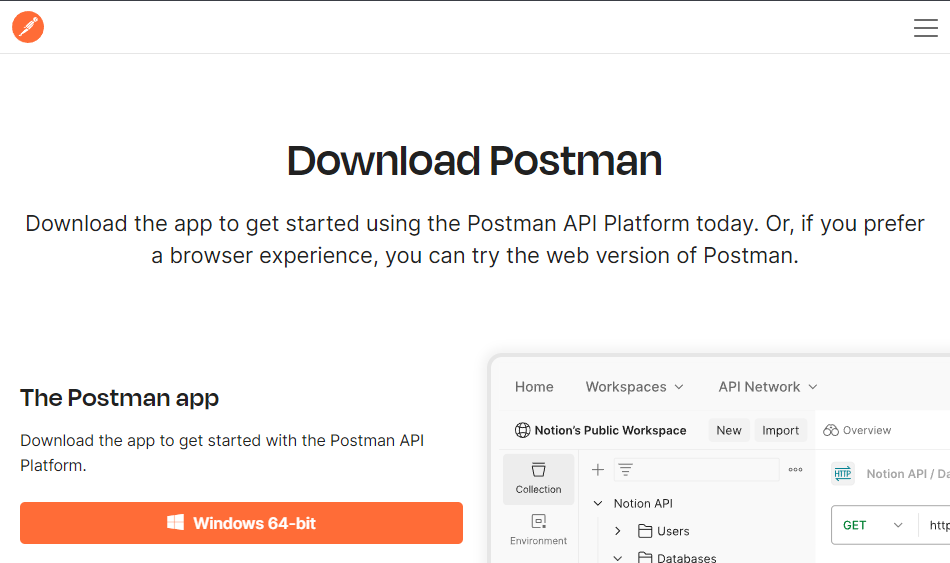 Download Postman
Download the app to get started using the Postman API Platform today. Or, if you prefer
a browser experience, you can try the web version of Postman.
The Postman app
Download the app to get started with the Postman API
Platform.
Windows 64-bit
Home Workspaces API Network
Notion's Public Workspace New Import Overview
Collection
HTTP Notion API / Da
Notion API
Environment
GET http
Users
Databases